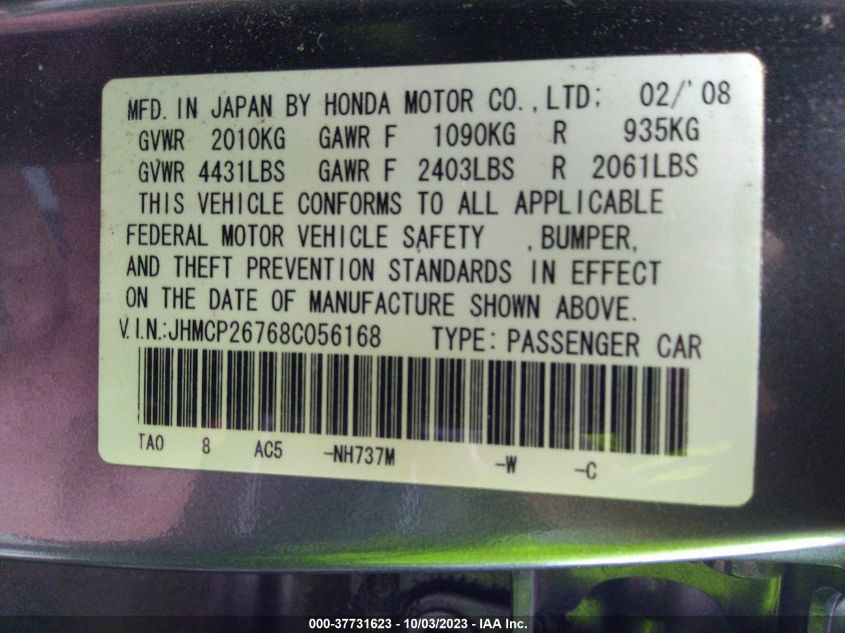 MFD. IN JAPAN BY HONDA MOTOR CO., LTD; 02/'08
GVWR 2010KG GAWR F 1090KG R 935KG
GVWR 4431LBS GAWR F 2403LBS R 2061LBS
THIS VEHICLE CONFORMS TO ALL APPLICABLE
FEDERAL MOTOR VEHICLE SAFETY , BUMPER,
AND THEFT PREVENTION STANDARDS IN EFFECT
ON THE DATE OF MANUFACTURE SHOWN ABOVE.
V.I.N.:JHMCP26768C056168 TYPE: PASSENGER CAR
TA0 8 AC5 -NH737M -W -C
000-37731623 - 10/03/2023 - IAA Inc.